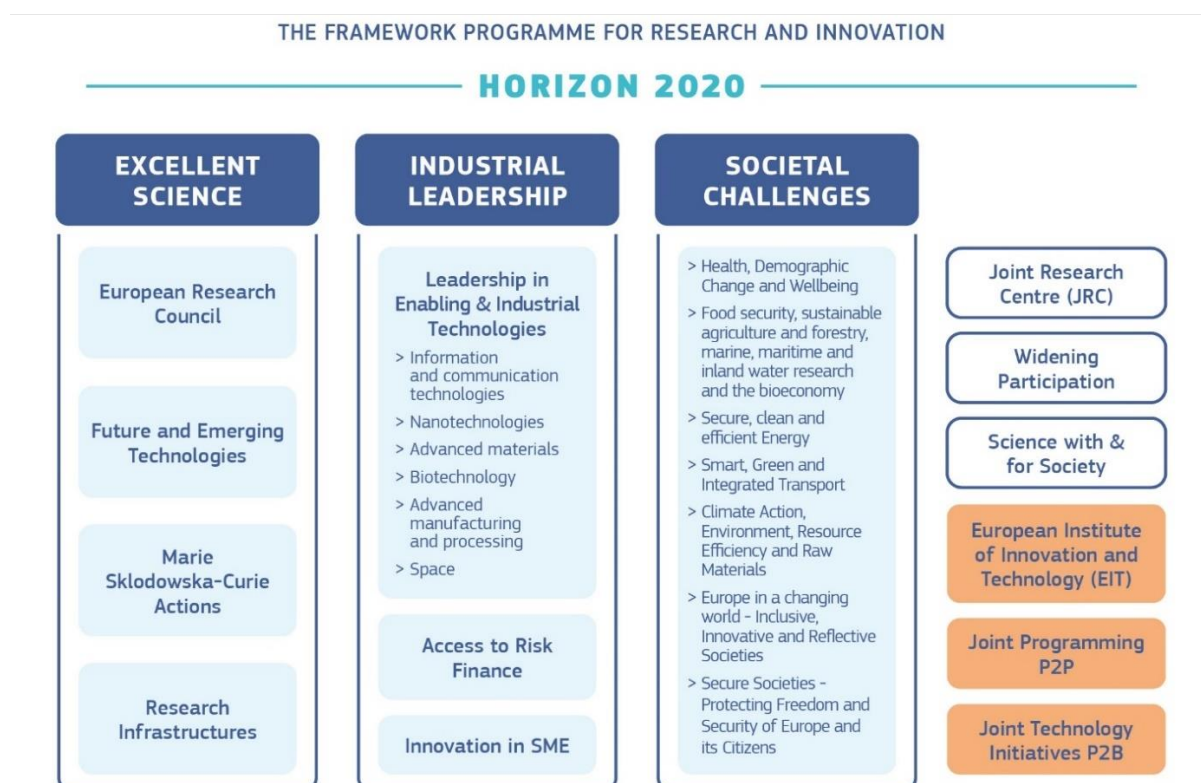 THE FRAMEWORK PROGRAMME FOR RESEARCH AND INNOVATION
HORIZON 2020
EXCELLENT
SCIENCE
European Research
Council
Future and Emerging
Technologies
Marie
Sklodowska-Curie
Actions
Research
Infrastructures
INDUSTRIAL
LEADERSHIP
Leadership in
Enabling & Industrial
Technologies
> Information
and communication
technologies
> Nanotechnologies
> Advanced materials
> Biotechnology
> Advanced
manufacturing
and processing
> Space
Access to Risk
Finance
Innovation in SME
SOCIETAL
CHALLENGES
> Health, Demographic
Change and Wellbeing
> Food security, sustainable
agriculture and forestry,
marine, maritime and
inland water research
and the bioeconomy
> Secure, clean and
efficient Energy
> Smart, Green and
Integrated Transport
> Climate Action,
Environment, Resource
Efficiency and Raw
Materials
> Europe in a changing
world - Inclusive,
Innovative and Reflective
Societies
> Secure Societies -
Protecting Freedom and
Security of Europe and
its Citizens
Joint Research
Centre (JRC)
Widening
Participation
Science with &
for Society
European Institute
of Innovation and
Technology (EIT)
Joint Programming
P2P
Joint Technology
Initiatives P2B